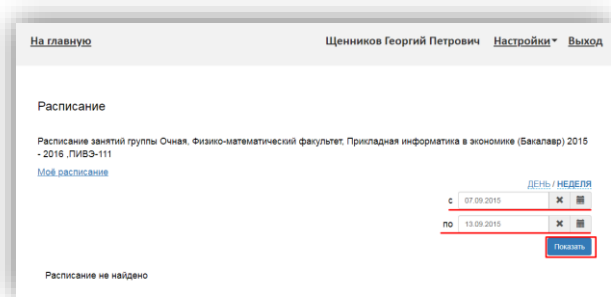 На главную Щенников Георгий Петрович Настройки Выход
Расписание
Расписание занятий группы Очная, Физико-математический факультет, Прикладная информатика в экономике (Бакалавр) 2015
- 2016 ,ПИВЭ-111
Моё расписание
ДЕНЬ / НЕДЕЛЯ
с 07.09.2015
по 13.09.2015
Показать
Расписание не найдено